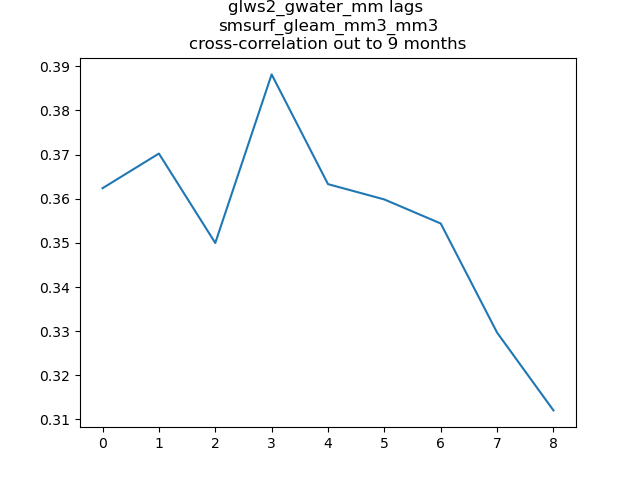 glws2_gwater_mm lags
smsurf_gleam_mm3_mm3
cross-correlation out to 9 months
0.39
0.38
0.37
0.36
0.35
0.34
0.33
0.32
0.31
0 1 2 3 4 5 6 7 8